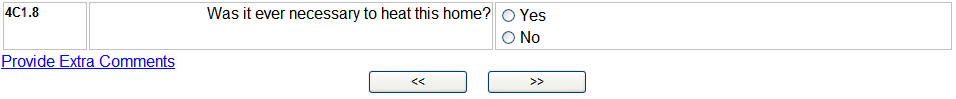 4C1.8 Was it ever necessary to heat this home? Yes
No
Provide Extra Comments
<< >>